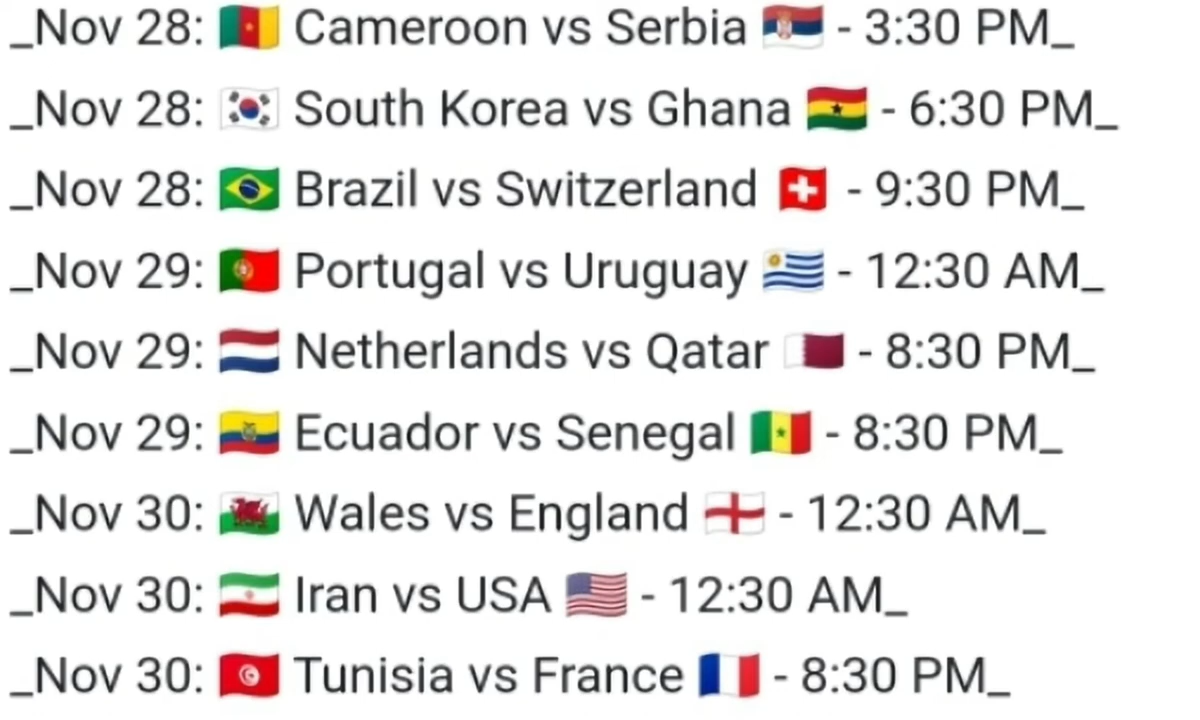 _Nov 28: 🇨🇲 Cameroon vs Serbia 🇷🇸 - 3:30 PM_
_Nov 28: 🇰🇷 South Korea vs Ghana 🇬🇭 - 6:30 PM_
_Nov 28: 🇧🇷 Brazil vs Switzerland 🇨🇭 - 9:30 PM_
_Nov 29: 🇵🇹 Portugal vs Uruguay 🇺🇾 - 12:30 AM_
_Nov 29: 🇳🇱 Netherlands vs Qatar 🇶🇦 - 8:30 PM_
_Nov 29: 🇪🇨 Ecuador vs Senegal 🇸🇳 - 8:30 PM_
_Nov 30: 🏴󠁧󠁢󠁷󠁬󠁳󠁿 Wales vs England 🏴󠁧󠁢󠁥󠁮󠁧󠁿 - 12:30 AM_
_Nov 30: 🇮🇷 Iran vs USA 🇺🇸 - 12:30 AM_
_Nov 30: 🇹🇳 Tunisia vs France 🇫🇷 - 8:30 PM_